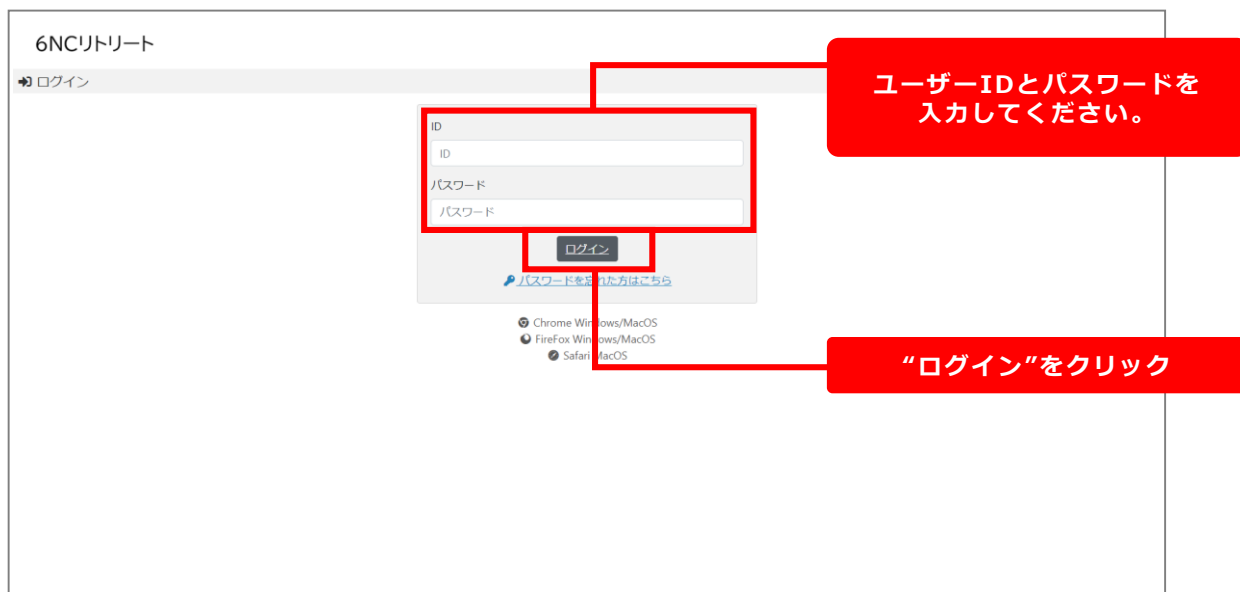 6NCリトリート
ログイン
ユーザーIDとパスワードを
入力してください。
ID
ID
パスワード
パスワード
ログイン
パスワードを忘れた方はこちら
Chrome Windows/MacOS
FireFox Windows/MacOS
Safari MacOS
“ログイン”をクリック